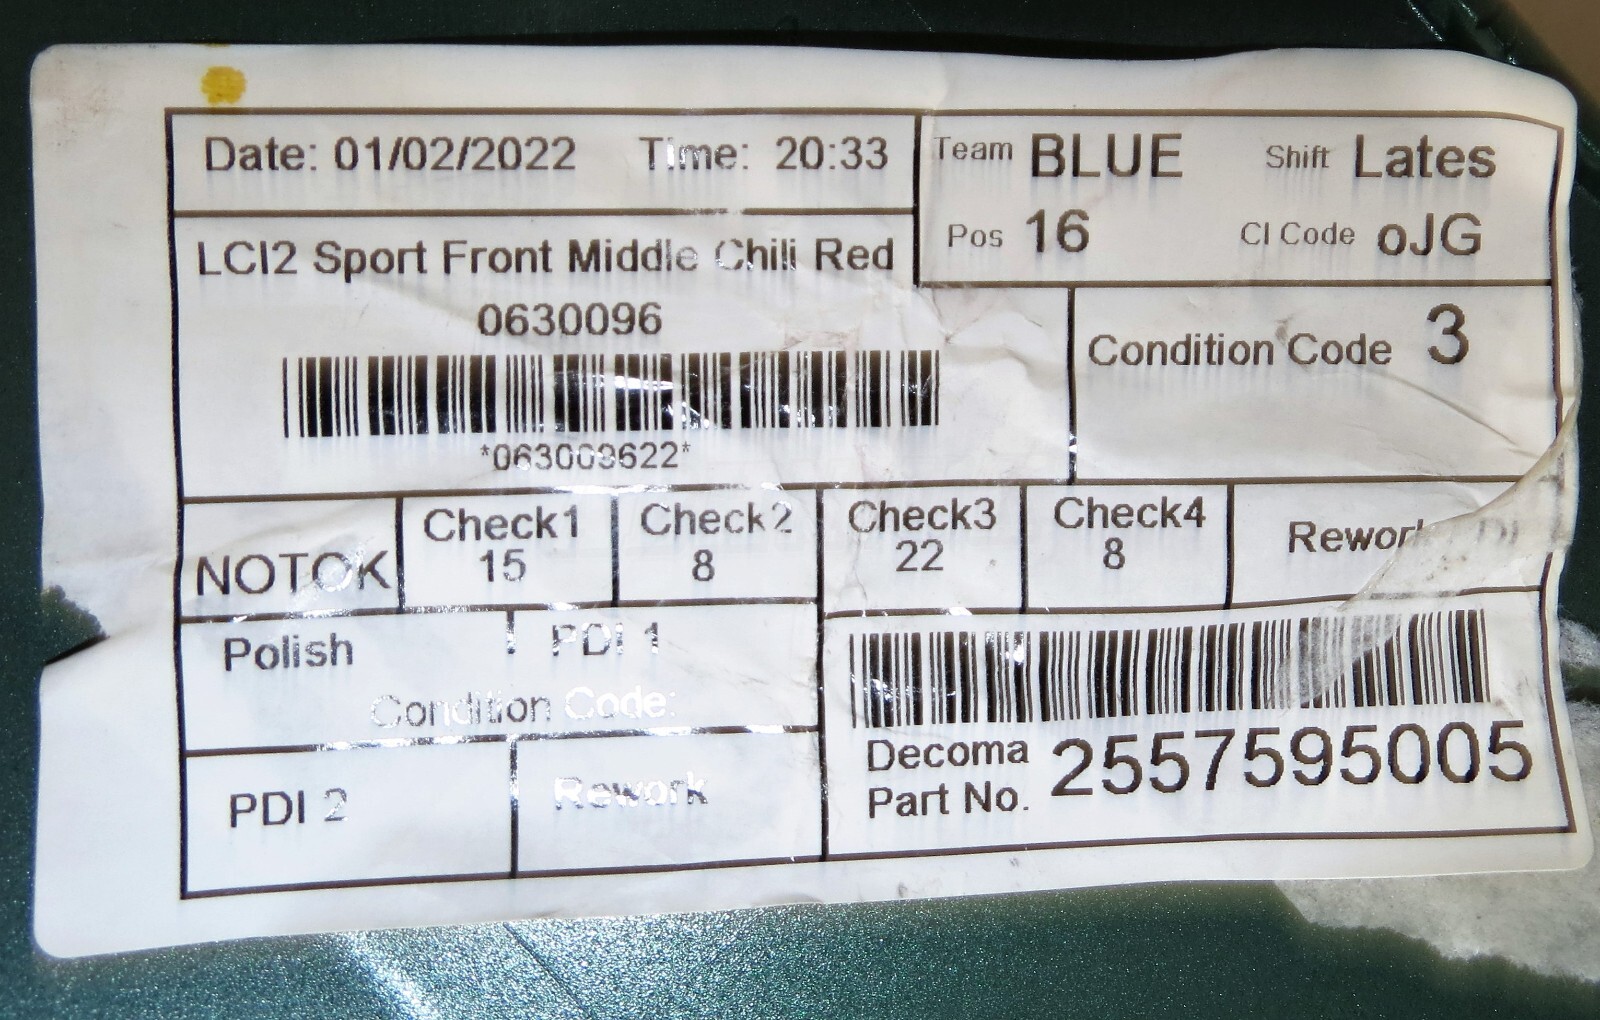 Date: 01/02/2022 Time: 20:33
Team BLUE Shift Lates
Pos 16 CI Code oJG
LCI2 Sport Front Middle Chili Red
0630096
*063009622*
Condition Code 3
NOTOK
Check1
15
Check2
8
Check3
22
Check4
8
Rework
Polish
PDI 1
Condition Code:
PDI 2
Rework
Decoma
Part No. 2557595005